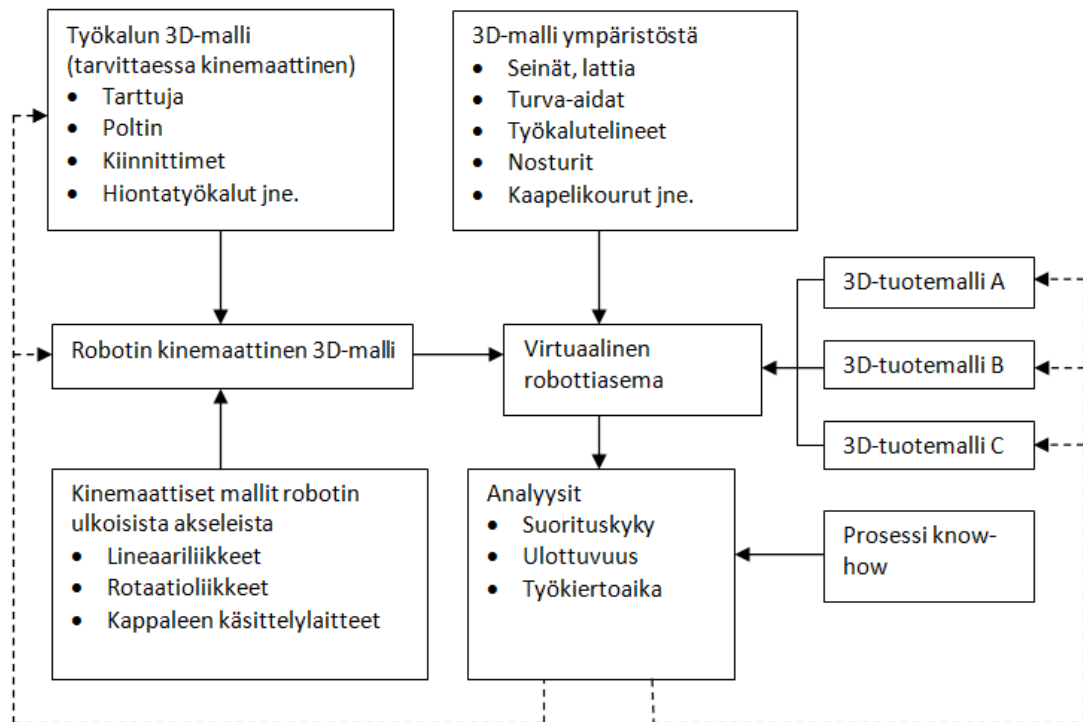 Työkalun 3D-malli
(tarvittaessa kinemaattinen)
• Tarttuja
• Poltin
• Kiinnittimet
• Hiontatyökalut jne.
3D-malli ympäristöstä
• Seinät, lattia
• Turva-aidat
• Työkalutelineet
• Nosturit
• Kaapelikourut jne.
Robotin kinemaattinen 3D-malli
Virtuaalinen
robottiasema
3D-tuotemalli A
3D-tuotemalli B
3D-tuotemalli C
Kinemaattiset mallit robotin
ulkoisista akseleista
• Lineaariliikkeet
• Rotaatioliikkeet
• Kappaleen käsittelylaitteet
Analyysit
• Suorituskyky
• Ulottuvuus
• Työkiertoaika
Prosessi know-
how